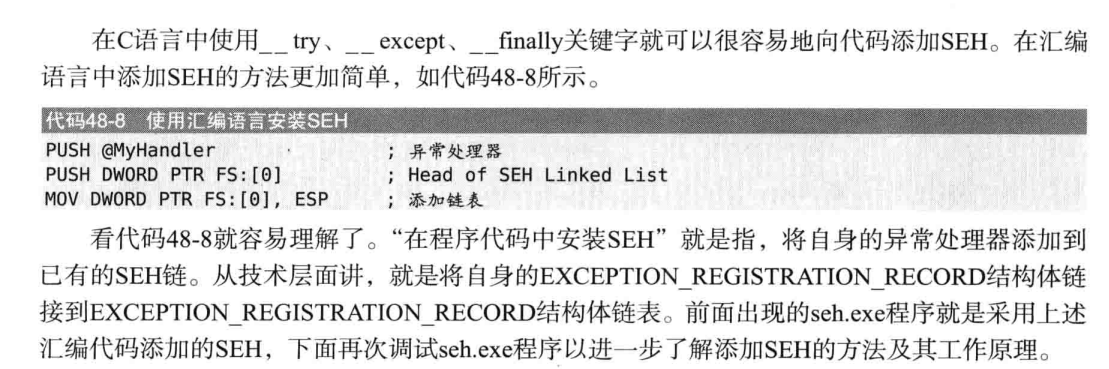 在C语言中使用__ try、__ except、__finally关键字就可以很容易地向代码添加SEH。在汇编
语言中添加SEH的方法更加简单，如代码48-8所示。
代码48-8 使用汇编语言安装SEH
PUSH @MyHandler ; 异常处理器
PUSH DWORD PTR FS:[0] ; Head of SEH Linked List
MOV DWORD PTR FS:[0], ESP ; 添加链表
看代码48-8就容易理解了。“在程序代码中安装SEH”就是指，将自身的异常处理器添加到
已有的SEH链。从技术层面讲，就是将自身的EXCEPTION_REGISTRATION_RECORD结构体链
接到EXCEPTION_REGISTRATION_RECORD结构体链表。前面出现的seh.exe程序就是采用上述
汇编代码添加的SEH，下面再次调试seh.exe程序以进一步了解添加SEH的方法及其工作原理。